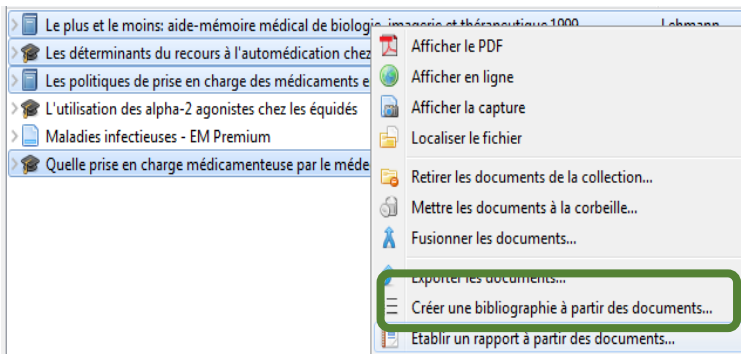 Le plus et le moins: aide-mémoire médical de biologie, imagerie et thérapeutique 1999 Lehmann
Les déterminants du recours à l'automédication chez
Les politiques de prise en charge des médicaments e
L'utilisation des alpha-2 agonistes chez les équidés
Maladies infectieuses - EM Premium
Quelle prise en charge médicamenteuse par le méde
Afficher le PDF
Afficher en ligne
Afficher la capture
Localiser le fichier
Retirer les documents de la collection...
Mettre les documents à la corbeille...
Fusionner les documents...
Exporter les documents...
Créer une bibliographie à partir des documents...
Etablir un rapport à partir des documents...